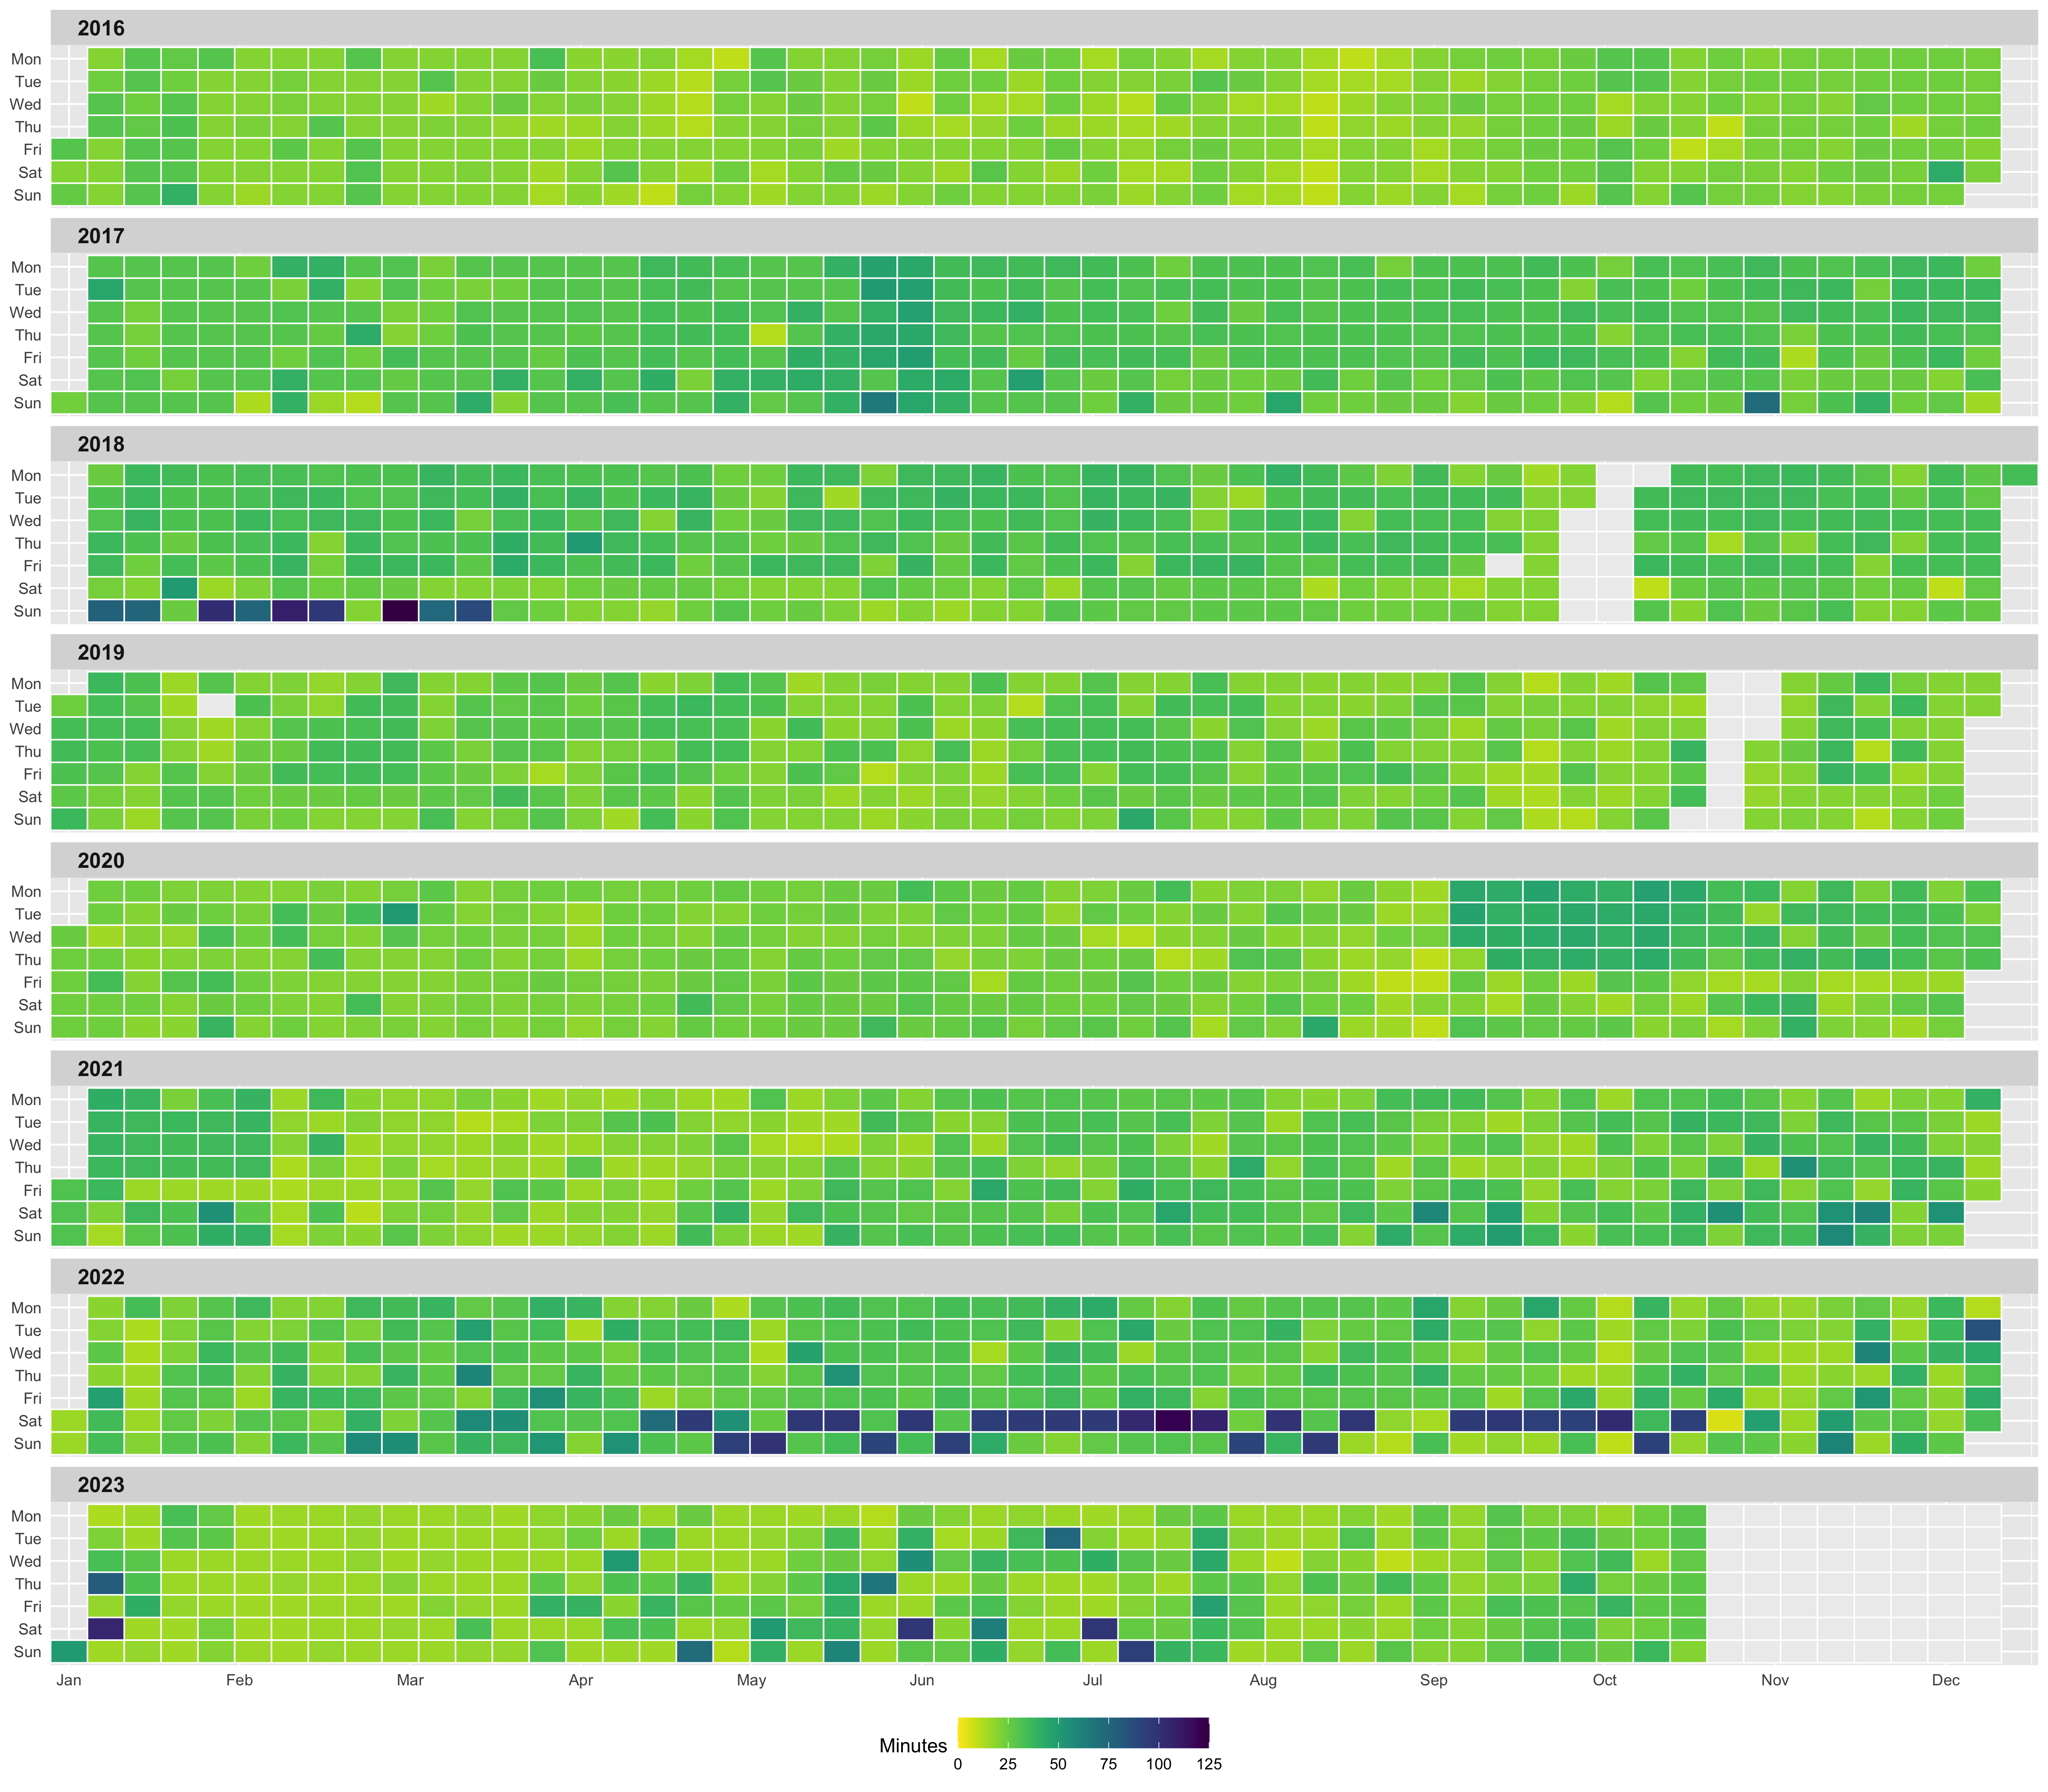 2016
Mon
Tue
Wed
Thu
Fri
Sat
Sun
2017
Mon
Tue
Wed
Thu
Fri
Sat
Sun
2018
Mon
Tue
Wed
Thu
Fri
Sat
Sun
2019
Mon
Tue
Wed
Thu
Fri
Sat
Sun
2020
Mon
Tue
Wed
Thu
Fri
Sat
Sun
2021
Mon
Tue
Wed
Thu
Fri
Sat
Sun
2022
Mon
Tue
Wed
Thu
Fri
Sat
Sun
2023
Mon
Tue
Wed
Thu
Fri
Sat
Sun
Jan Feb Mar Apr May Jun Jul Aug Sep Oct Nov Dec
Minutes
0 25 50 75 100 125